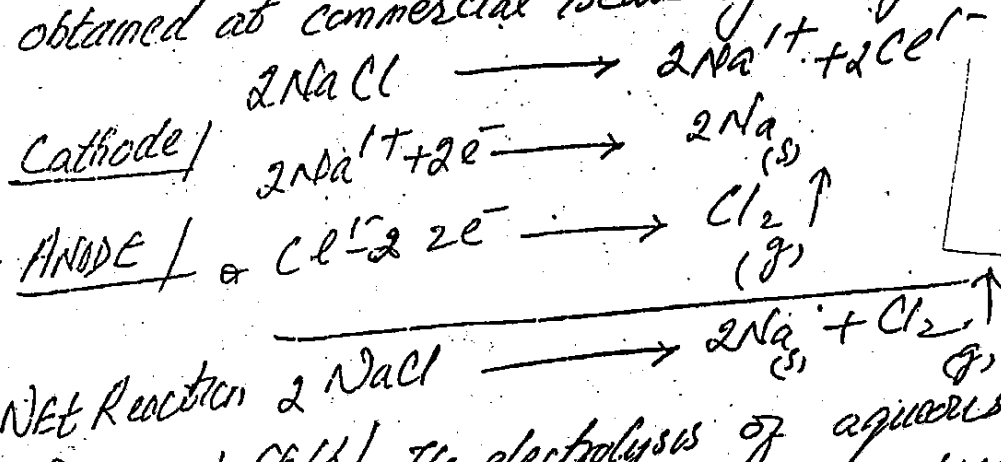 obtained at commercial
2NaCl → 2Na¹⁺ + 2Cl¹⁻
Cathode / 2Na¹⁺ + 2e⁻ → 2Na(s)
ANODE / 2Cl¹⁻ - 2e⁻ → Cl₂(g) ↑
NET Reaction 2NaCl → 2Na(s) + Cl₂(g) ↑
The electrolysis of aqueous